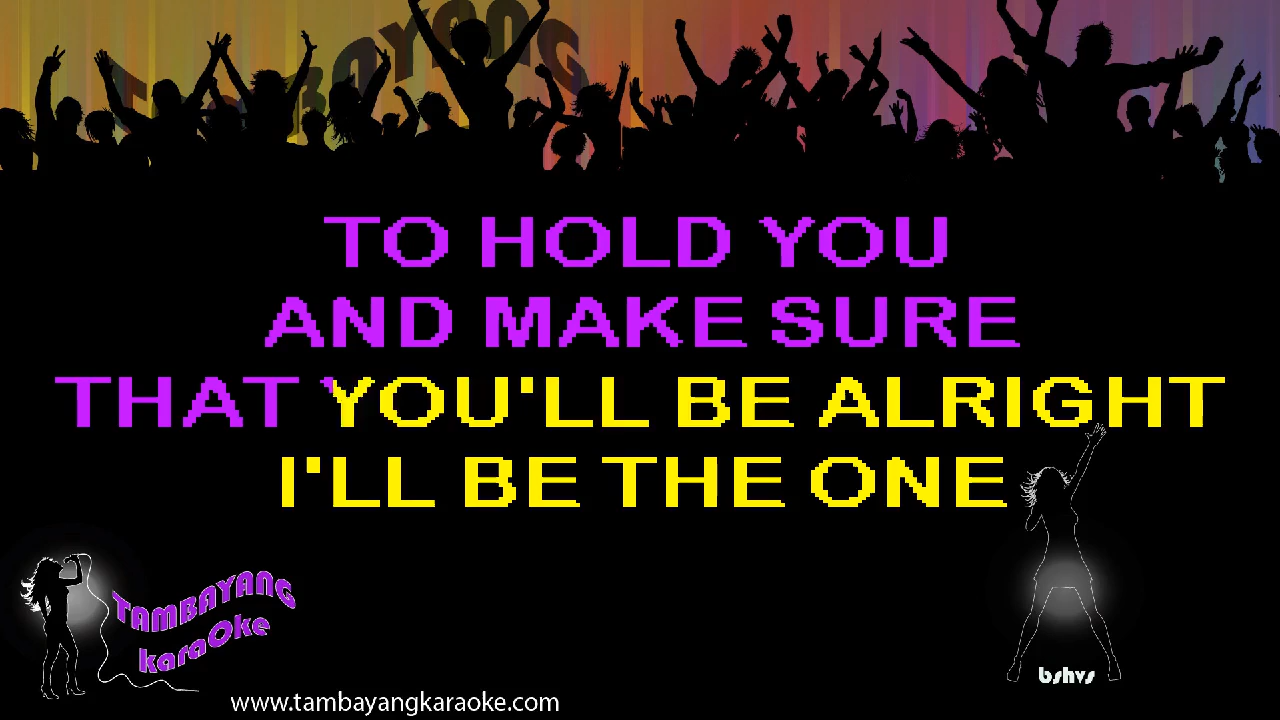 TAMBAYANG
TO HOLD YOU
AND MAKE SURE
THAT YOU'LL BE ALRIGHT
I'LL BE THE ONE
TAMBAYANG
karaOke
bshvs
www.tambayangkaraoke.com